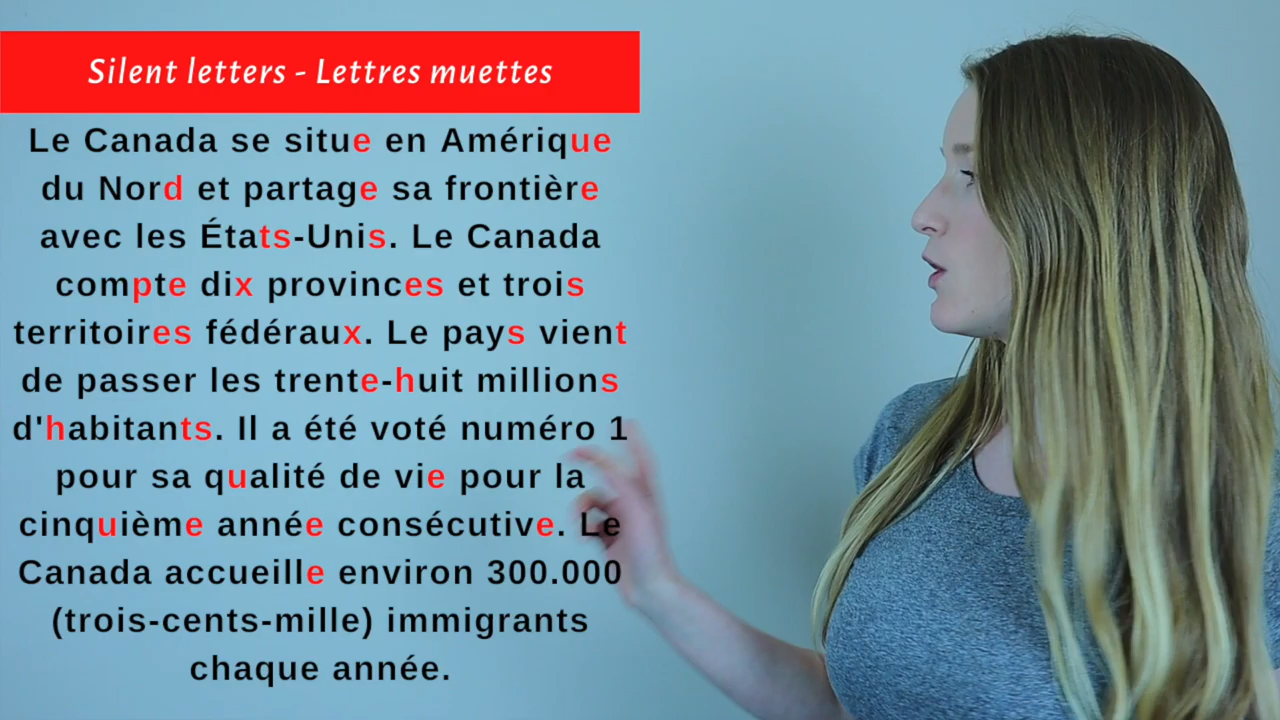 Silent letters - Lettres muettes
Le Canada se situe en Amérique
du Nord et partage sa frontière
avec les États-Unis. Le Canada
compte dix provinces et trois
territoires fédéraux. Le pays vient
de passer les trente-huit millions
d'habitants. Il a été voté numéro 1
pour sa qualité de vie pour la
cinquième année consécutive. Le
Canada accueille environ 300.000
(trois-cents-mille) immigrants
chaque année.